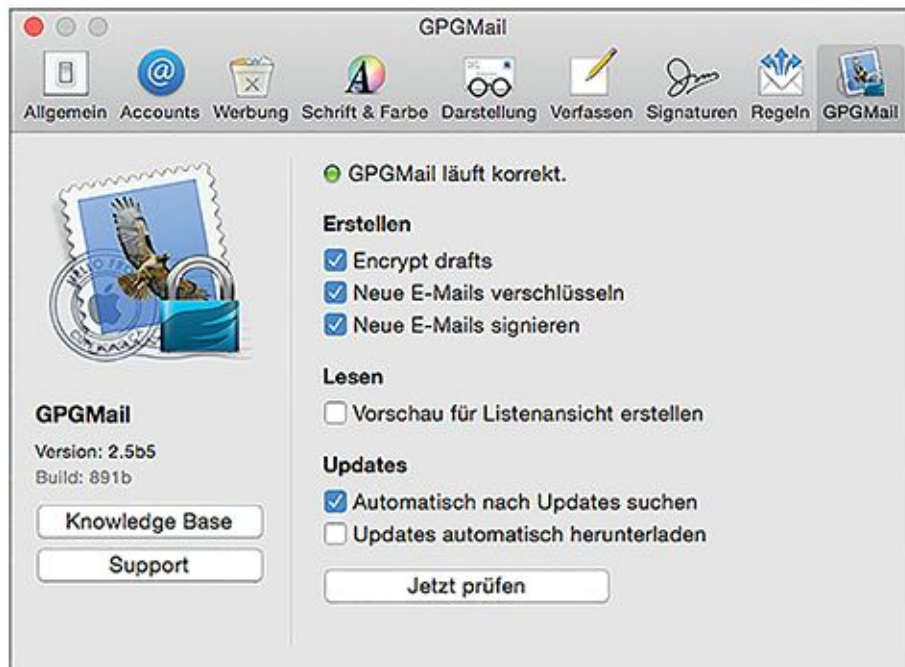 GPGMail
Allgemein Accounts Werbung Schrift & Farbe Darstellung Verfassen Signaturen Regeln GPGMail
GPGMail läuft korrekt.
Erstellen
Encrypt drafts
Neue E-Mails verschlüsseln
Neue E-Mails signieren
Lesen
Vorschau für Listenansicht erstellen
GPGMail
Version: 2.5b5
Build: 891b
Knowledge Base
Support
Updates
Automatisch nach Updates suchen
Updates automatisch herunterladen
Jetzt prüfen